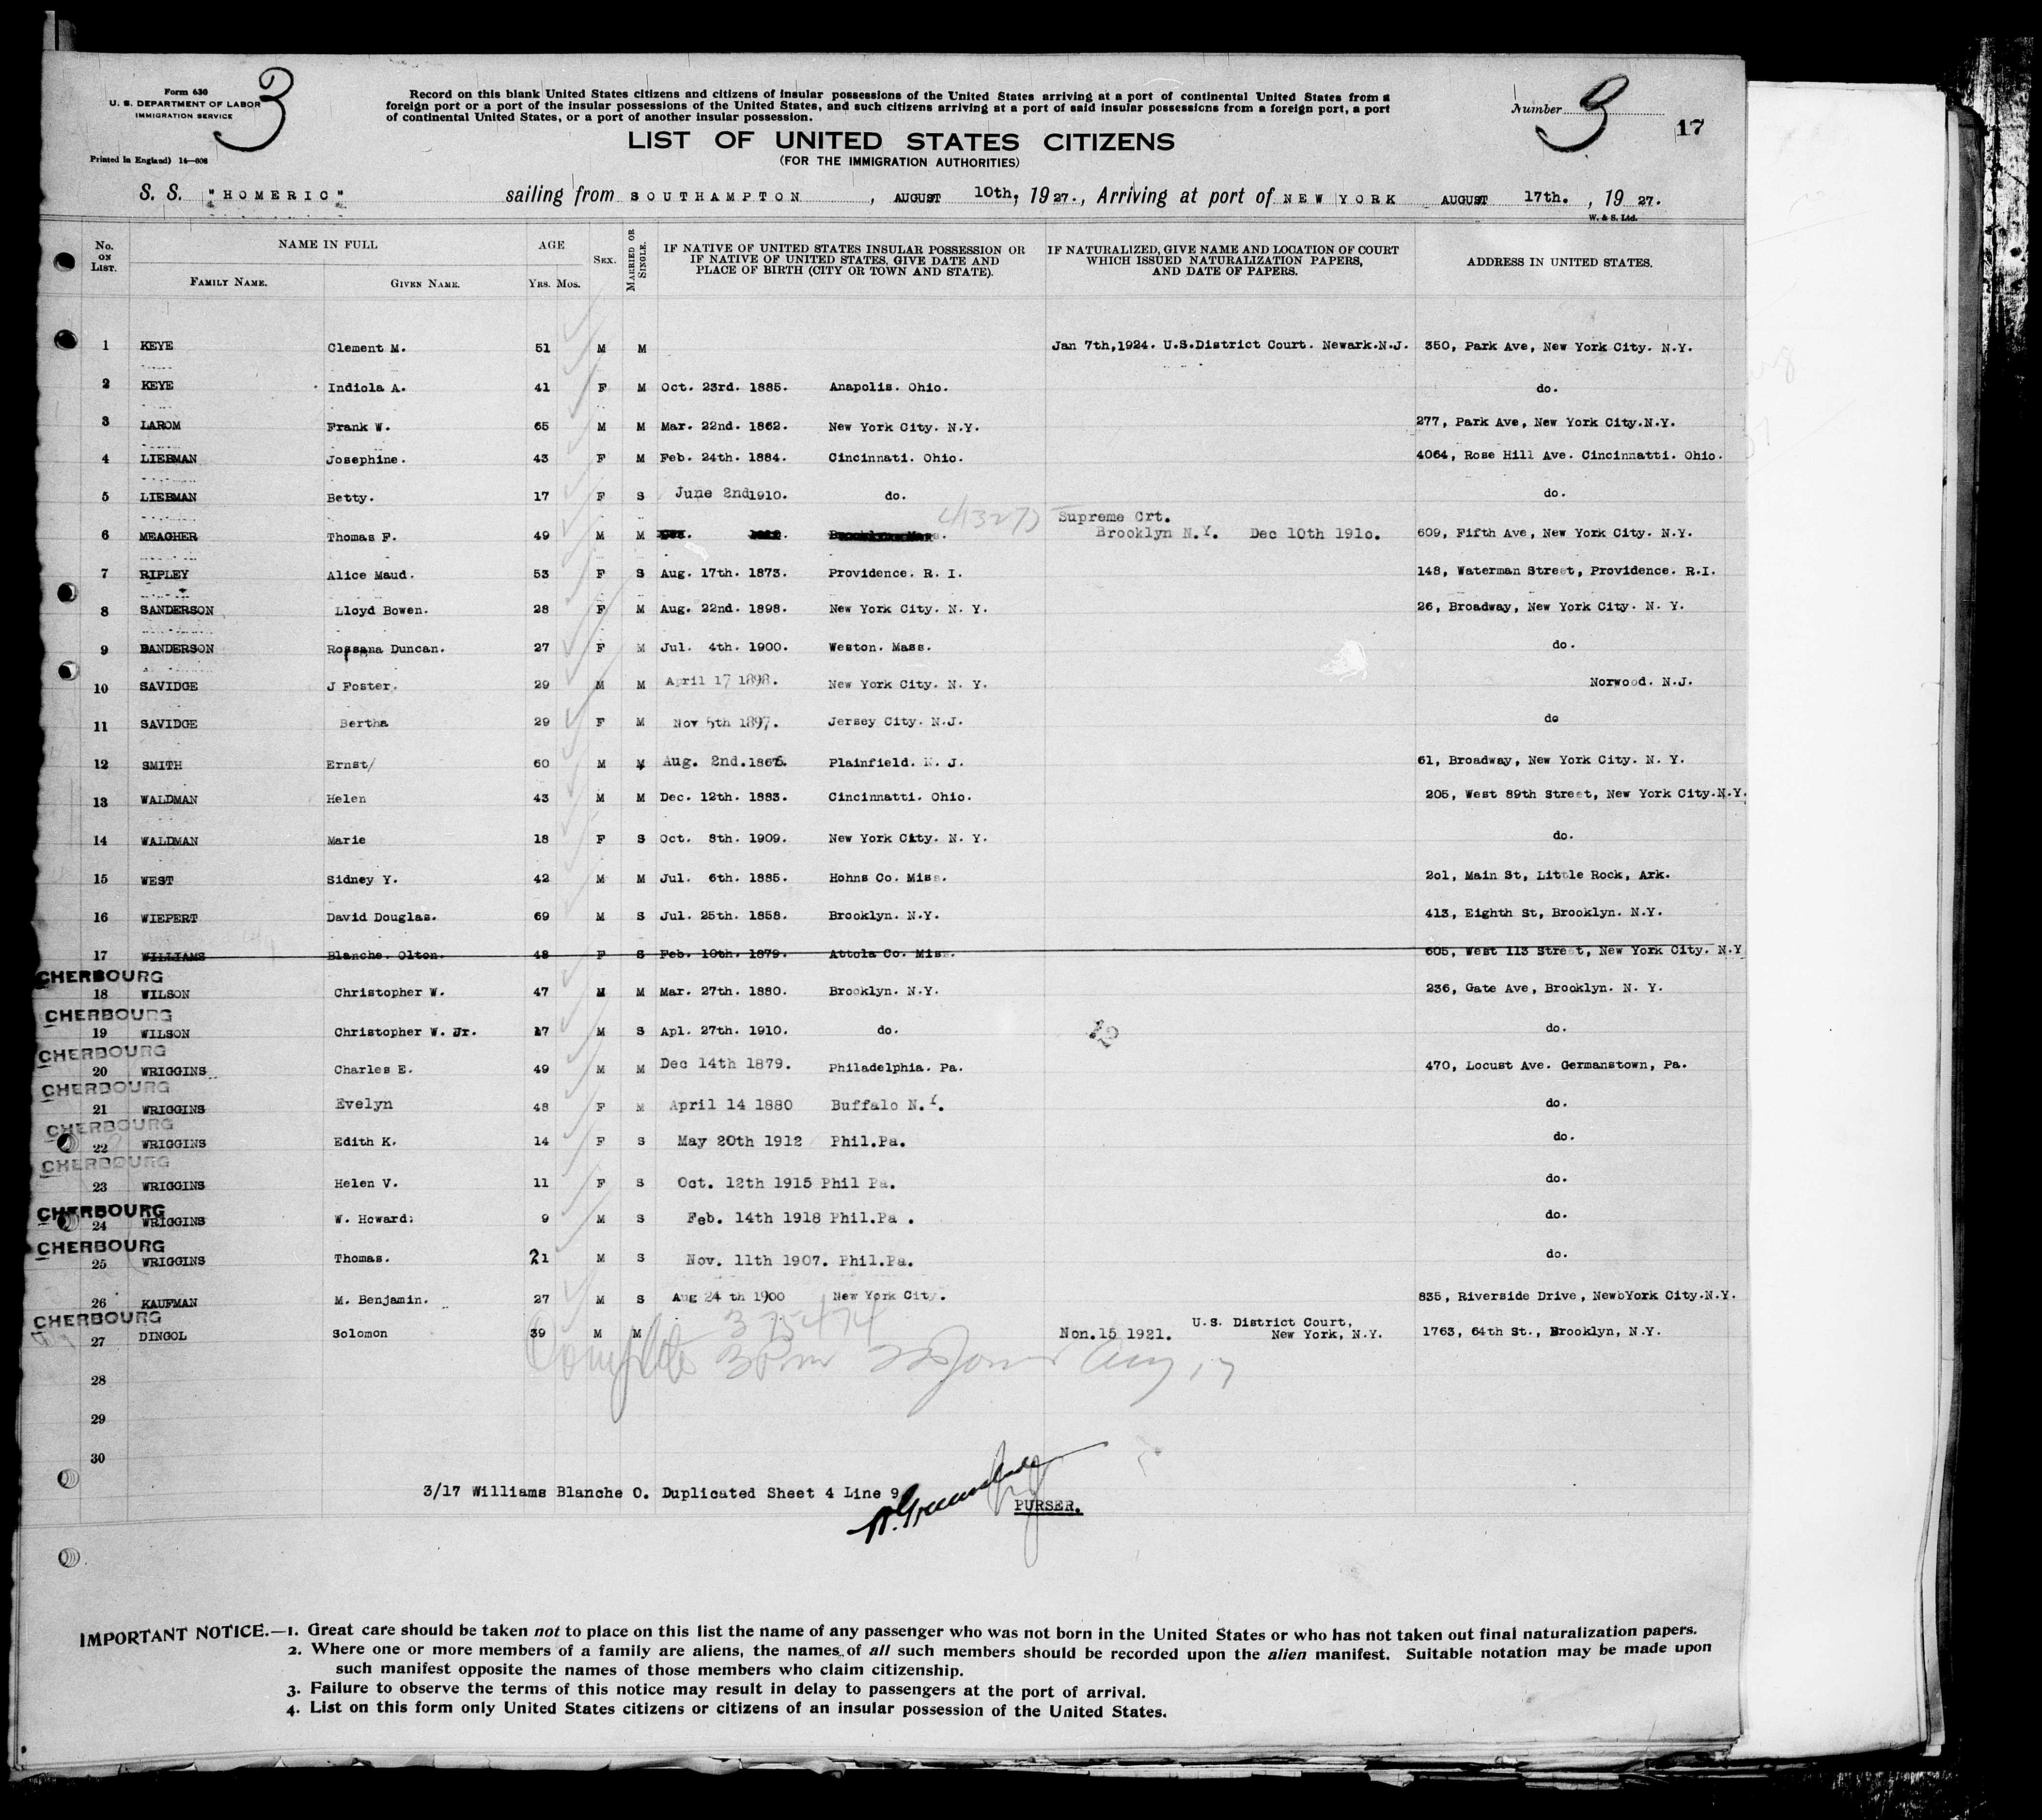 Form 630
U. S. DEPARTMENT OF LABOR
IMMIGRATION SERVICE
3
Printed in England) 14—608
Record on this blank United States citizens and citizens of insular possessions of the United States arriving at a port of continental United States from a
foreign port or a port of the insular possessions of the United States, and such citizens arriving at a port of said insular possessions from a foreign port, a port
of continental United States, or a port of another insular possession.
Number 3
17
LIST OF UNITED STATES CITIZENS
(FOR THE IMMIGRATION AUTHORITIES)
S. S. "HOMERIC" sailing from SOUTHAMPTON, AUGUST 10th, 1927., Arriving at port of NEW YORK AUGUST 17th., 1927.
W. & S. Ltd.
No. ON LIST. NAME IN FULL AGE SEX. MARRIED OR SINGLE. IF NATIVE OF UNITED STATES INSULAR POSSESSION OR IF NATIVE OF UNITED STATES, GIVE DATE AND PLACE OF BIRTH (CITY OR TOWN AND STATE). IF NATURALIZED, GIVE NAME AND LOCATION OF COURT WHICH ISSUED NATURALIZATION PAPERS, AND DATE OF PAPERS. ADDRESS IN UNITED STATES.
FAMILY NAME. GIVEN NAME. YRS. MOS.
1 KEYE Clement M. 51 M M Jan 7th,1924. U.S.District Court. Newark.N.J. 350, Park Ave, New York City. N.Y.
2 KEYE Indiola A. 41 F M Oct. 23rd. 1885. Anapolis. Ohio. do.
3 LAROM Frank W. 65 M M Mar. 22nd. 1862. New York City. N.Y. 277, Park Ave, New York City.N.Y.
4 LIEBMAN Josephine. 43 F M Feb. 24th. 1884. Cincinnati. Ohio. 4064, Rose Hill Ave. Cincinnatti. Ohio.
5 LIEBMAN Betty. 17 F S June 2nd1910. do. do.
Supreme Crt.
6 MEAGHER Thomas F. 49 M M Brooklyn N.Y. Dec 10th 1910. 609, Fifth Ave, New York City. N.Y.
7 RIPLEY Alice Maud. 53 F S Aug. 17th. 1873. Providence. R. I. 148, Waterman Street, Providence. R.I.
8 SANDERSON Lloyd Bowen. 28 F M Aug. 22nd. 1898. New York City. N. Y. 26, Broadway, New York City. N. Y.
9 SANDERSON Rossana Duncan. 27 F M Jul. 4th. 1900. Weston. Mass. do.
10 SAVIDGE J Foster. 29 M M April 17 1898. New York City. N. Y. Norwood. N.J.
11 SAVIDGE Bertha 29 F M Nov 5th 1897. Jersey City. N.J. do
12 SMITH Ernst/ 60 M M Aug. 2nd. Plainfield. N. J. 61, Broadway, New York City. N. Y.
13 WALDMAN Helen 43 M M Dec. 12th. 1883. Cincinnatti. Ohio. 205, West 89th Street, New York City.N.Y.
14 WALDMAN Marie 18 F S Oct. 8th. 1909. New York City. N. Y. do.
15 WEST Sidney Y. 42 M M Jul. 6th. 1885. Hohns Co. Miss. 201, Main St, Little Rock, Ark.
16 WIEPERT David Douglas. 69 M S Jul. 25th. 1858. Brooklyn. N.Y. 413, Eighth St, Brooklyn. N.Y.
17 WILLIAMS Blanche. Olton. 48 F S Feb. 10th. 1879. Attola Co. Miss. 605, West 113 Street, New York City. N.Y
CHERBOURG
18 WILSON Christopher W. 47 M M Mar. 27th. 1880. Brooklyn. N.Y. 236, Gate Ave, Brooklyn. N. Y.
CHERBOURG
19 WILSON Christopher W. Jr. 17 M S Apl. 27th. 1910. do. do.
CHERBOURG
20 WRIGGINS Charles E. 49 M M Dec 14th 1879. Philadelphia. Pa. 470, Locust Ave. Germanstown, Pa.
CHERBOURG
21 WRIGGINS Evelyn 48 F M April 14 1880 Buffalo N.Y. do.
CHERBOURG
22 WRIGGINS Edith K. 14 F S May 20th 1912 Phil.Pa. do.
CHERBOURG
23 WRIGGINS Helen V. 11 F S Oct. 12th 1915 Phil Pa. do.
CHERBOURG
24 WRIGGINS W. Howard. 9 M S Feb. 14th 1918 Phil.Pa . do.
CHERBOURG
25 WRIGGINS Thomas. 21 M S Nov. 11th 1907. Phil.Pa. do.
26 KAUFMAN M. Benjamin. 27 M S Aug 24 th 1900 New York City. 835, Riverside Drive, NewbYork City.N.Y.
CHERBOURG
375474
U.S. District Court,
27 DINGOL Solomon 39 M M Non.15 1921. New York, N.Y. 1763, 64th St., Brooklyn, N.Y.
28
29
30
3/17 Williams Blanche O. Duplicated Sheet 4 Line 9
PURSER.
IMPORTANT NOTICE.—1. Great care should be taken not to place on this list the name of any passenger who was not born in the United States or who has not taken out final naturalization papers.
2. Where one or more members of a family are aliens, the names of all such members should be recorded upon the alien manifest. Suitable notation may be made upon
such manifest opposite the names of those members who claim citizenship.
3. Failure to observe the terms of this notice may result in delay to passengers at the port of arrival.
4. List on this form only United States citizens or citizens of an insular possession of the United States.